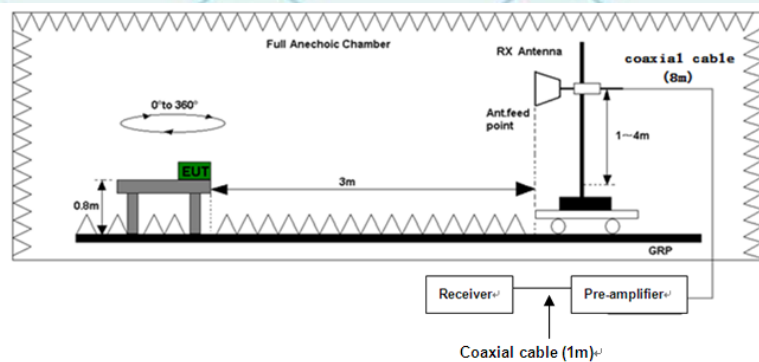 Full Anechoic Chamber
RX Antenna
coaxial cable
(8m)
0°to 360°
Ant.feed
point
1~4m
EUT
3m
0.8m
GRP
Receiver↵
Pre-amplifier↵
Coaxial cable (1m)↵